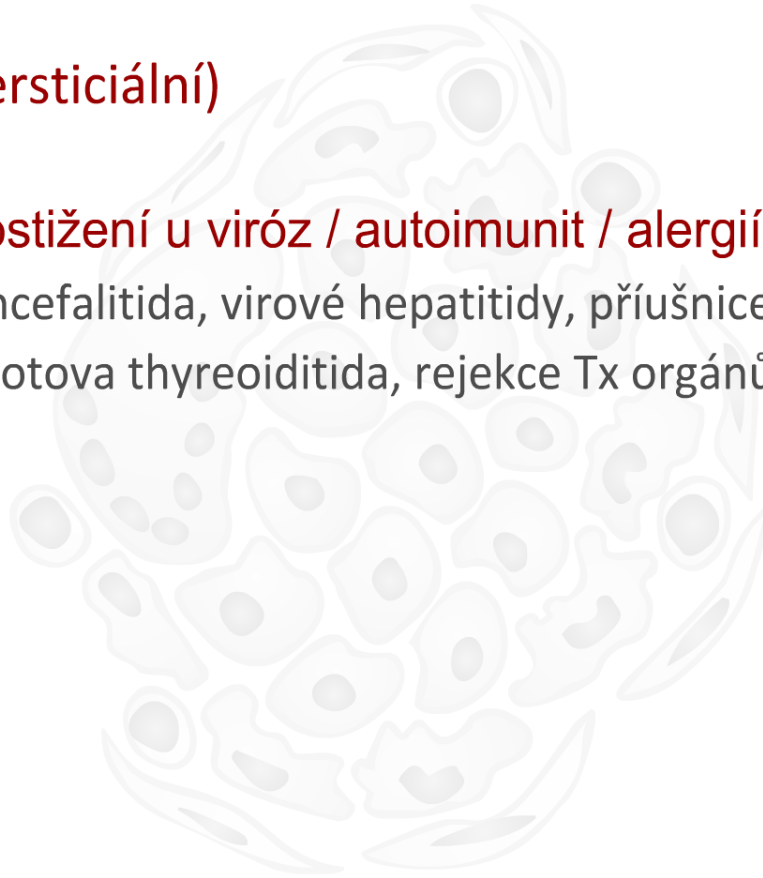 ersticiální)
ostižení u viróz / autoimunit / alergií
ncefalitida, virové hepatitidy, příušnice
otova thyreoiditida, rejekce Tx orgánů